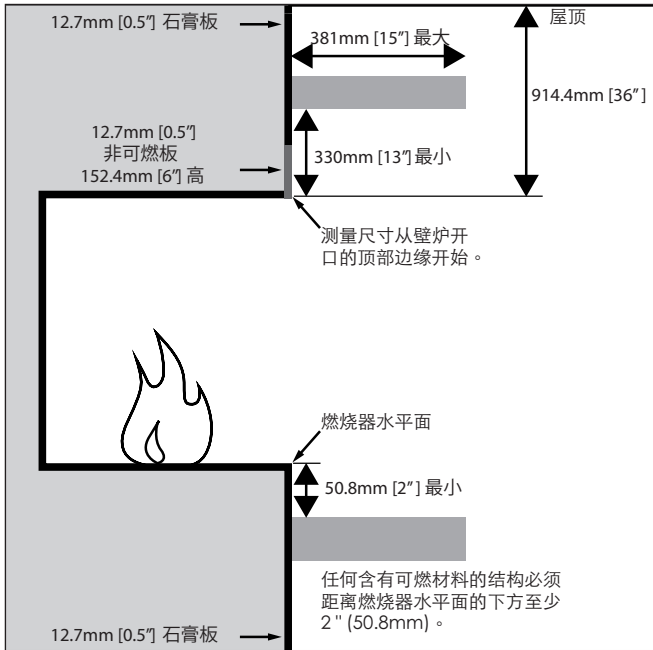 12.7mm [0.5"] 石膏板
屋顶
381mm [15"] 最大
914.4mm [36"]
12.7mm [0.5"]
非可燃板
152.4mm [6"] 高
330mm [13"] 最小
测量尺寸从壁炉开
口的顶部边缘开始。
燃烧器水平面
50.8mm [2"] 最小
任何含有可燃材料的结构必须
距离燃烧器水平面的下方至少
2 " (50.8mm)。
12.7mm [0.5"] 石膏板